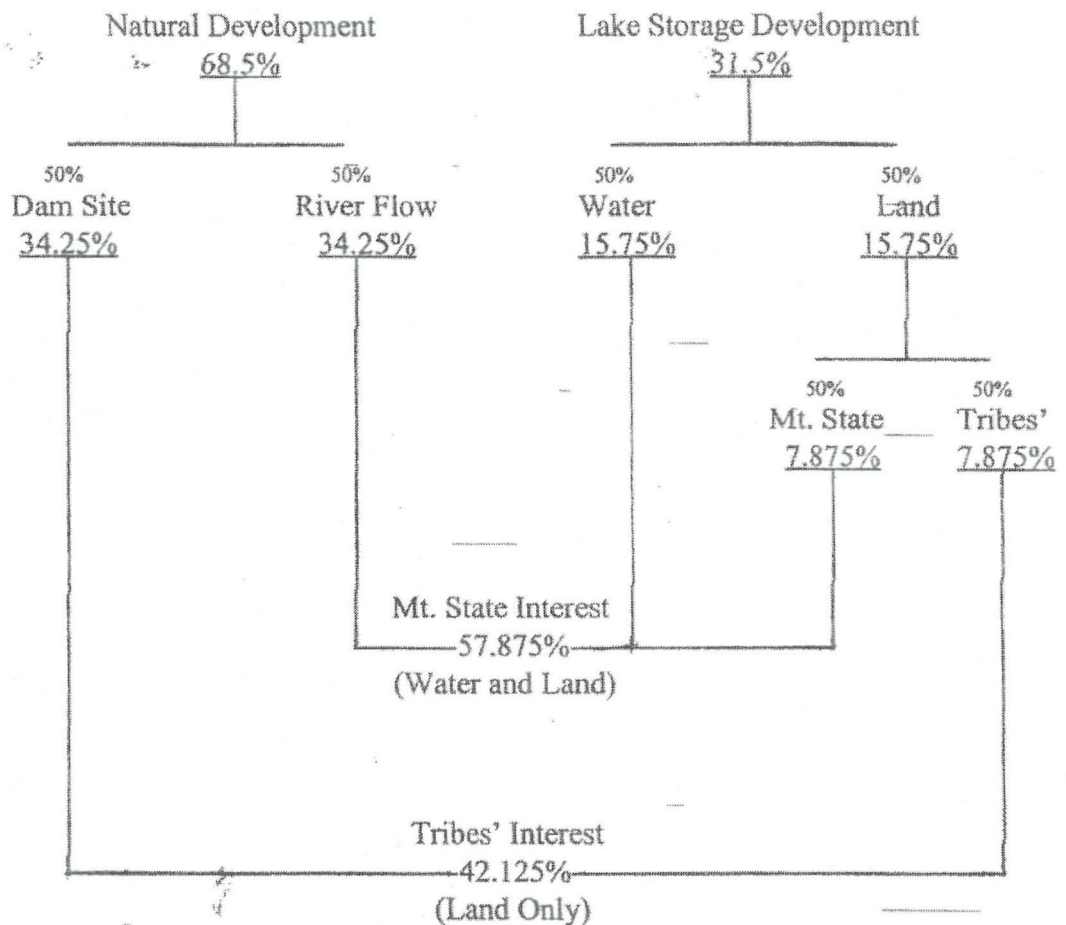 Natural Development
68.5%
Lake Storage Development
31.5%
50%
Dam Site
34.25%
50%
River Flow
34.25%
50%
Water
15.75%
50%
Land
15.75%
50%
Mt. State
7.875%
50%
Tribes'
7.875%
Mt. State Interest
57.875%
(Water and Land)
Tribes' Interest
42.125%
(Land Only)